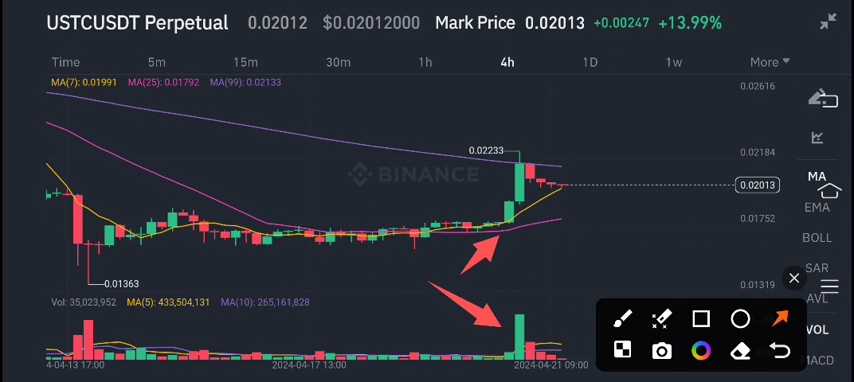 USTCUSDT Perpetual 0.02012 $0.02012000 Mark Price 0.02013 +0.00247 +13.99%
Time 5m 15m 30m 1h 4h 1D 1w More
MA(7): 0.01991 MA(25): 0.01792 MA(99): 0.02133
0.02616
0.02233
0.02184
BINANCE
MA
0.02013
EMA
0.01752
BOLL
SAR
0.01363
0.01319
AVL
Vol: 35,023,952 MA(5): 433,504,131 MA(10): 265,161,828
VOL
MACD
4-04-13 17:00 2024-04-17 13:00 2024-04-21 09:00